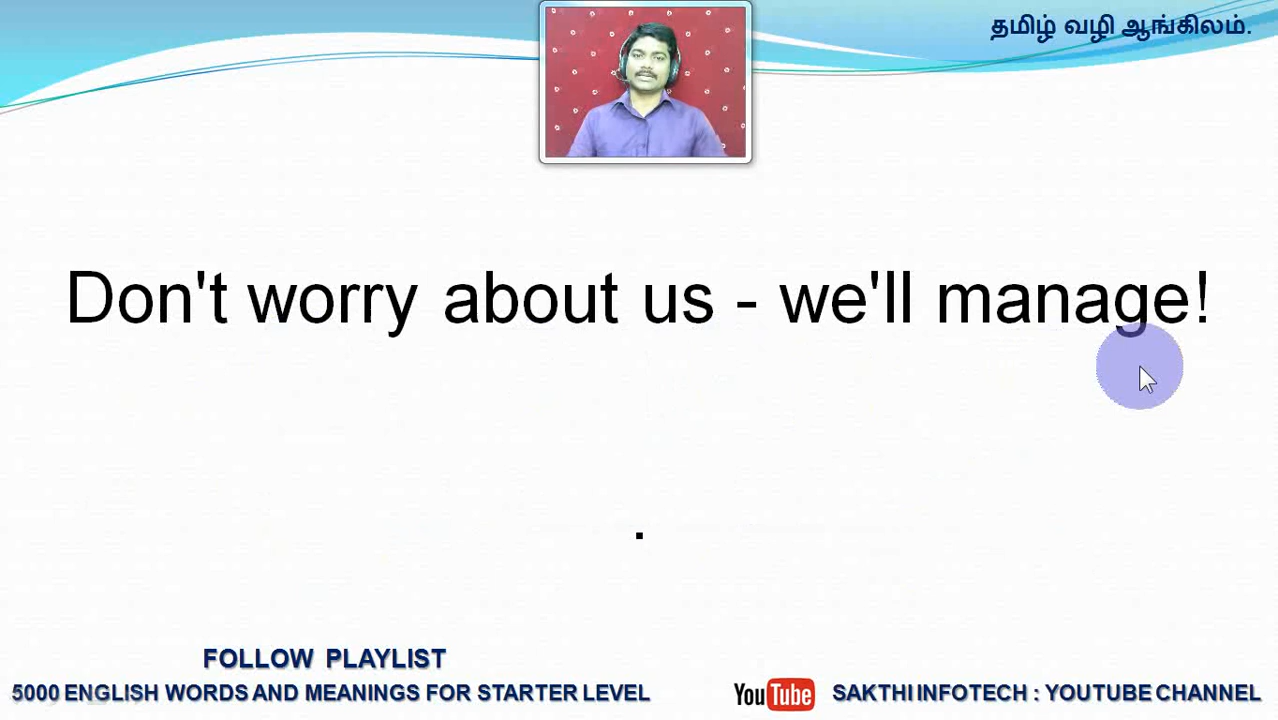 தமிழ் வழி ஆங்கிலம்.
Don't worry about us - we'll manage!
.
FOLLOW PLAYLIST
5000 ENGLISH WORDS AND MEANINGS FOR STARTER LEVEL
YouTube SAKTHI INFOTECH : YOUTUBE CHANNEL